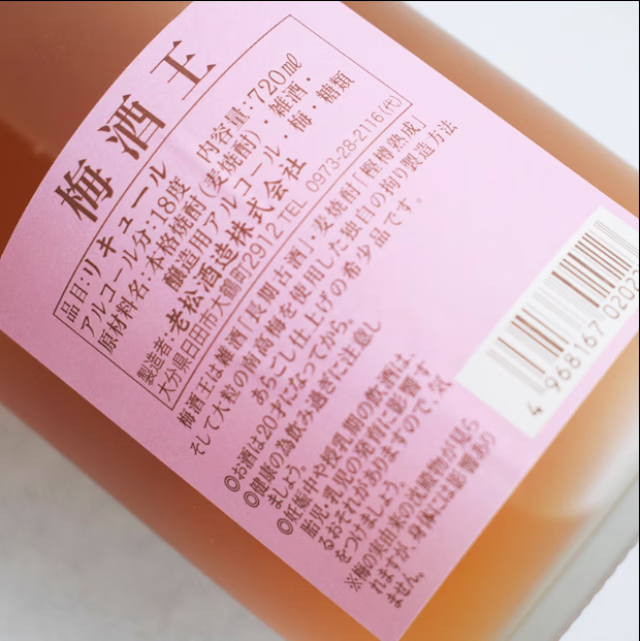 梅酒王
品目：リキュール
アルコール分：18度　内容量：720ml
原材料名：本格焼酎(麦焼酎)・雑酒・
醸造用アルコール・梅・糖類
製造者：老松酒造株式会社
大分県日田市大鶴町2912 TEL 0973-28-2116(代)
梅酒王は雑酒「長期古酒」・麦焼酎「樫樽熟成」
そして大粒の南高梅を使用した独自の拘り製造方法
あらごし仕上げの希少品です。
◎お酒は20才になってから。
◎健康の為飲み過ぎに注意し
ましょう。
◎妊娠中や授乳期の飲酒は、
胎児・乳児の発育に影響す
るおそれがありますので、気
をつけましょう。
※梅の実由来の沈殿物が見ら
れますが、身体には影響あり
ません。
4 968167 0202